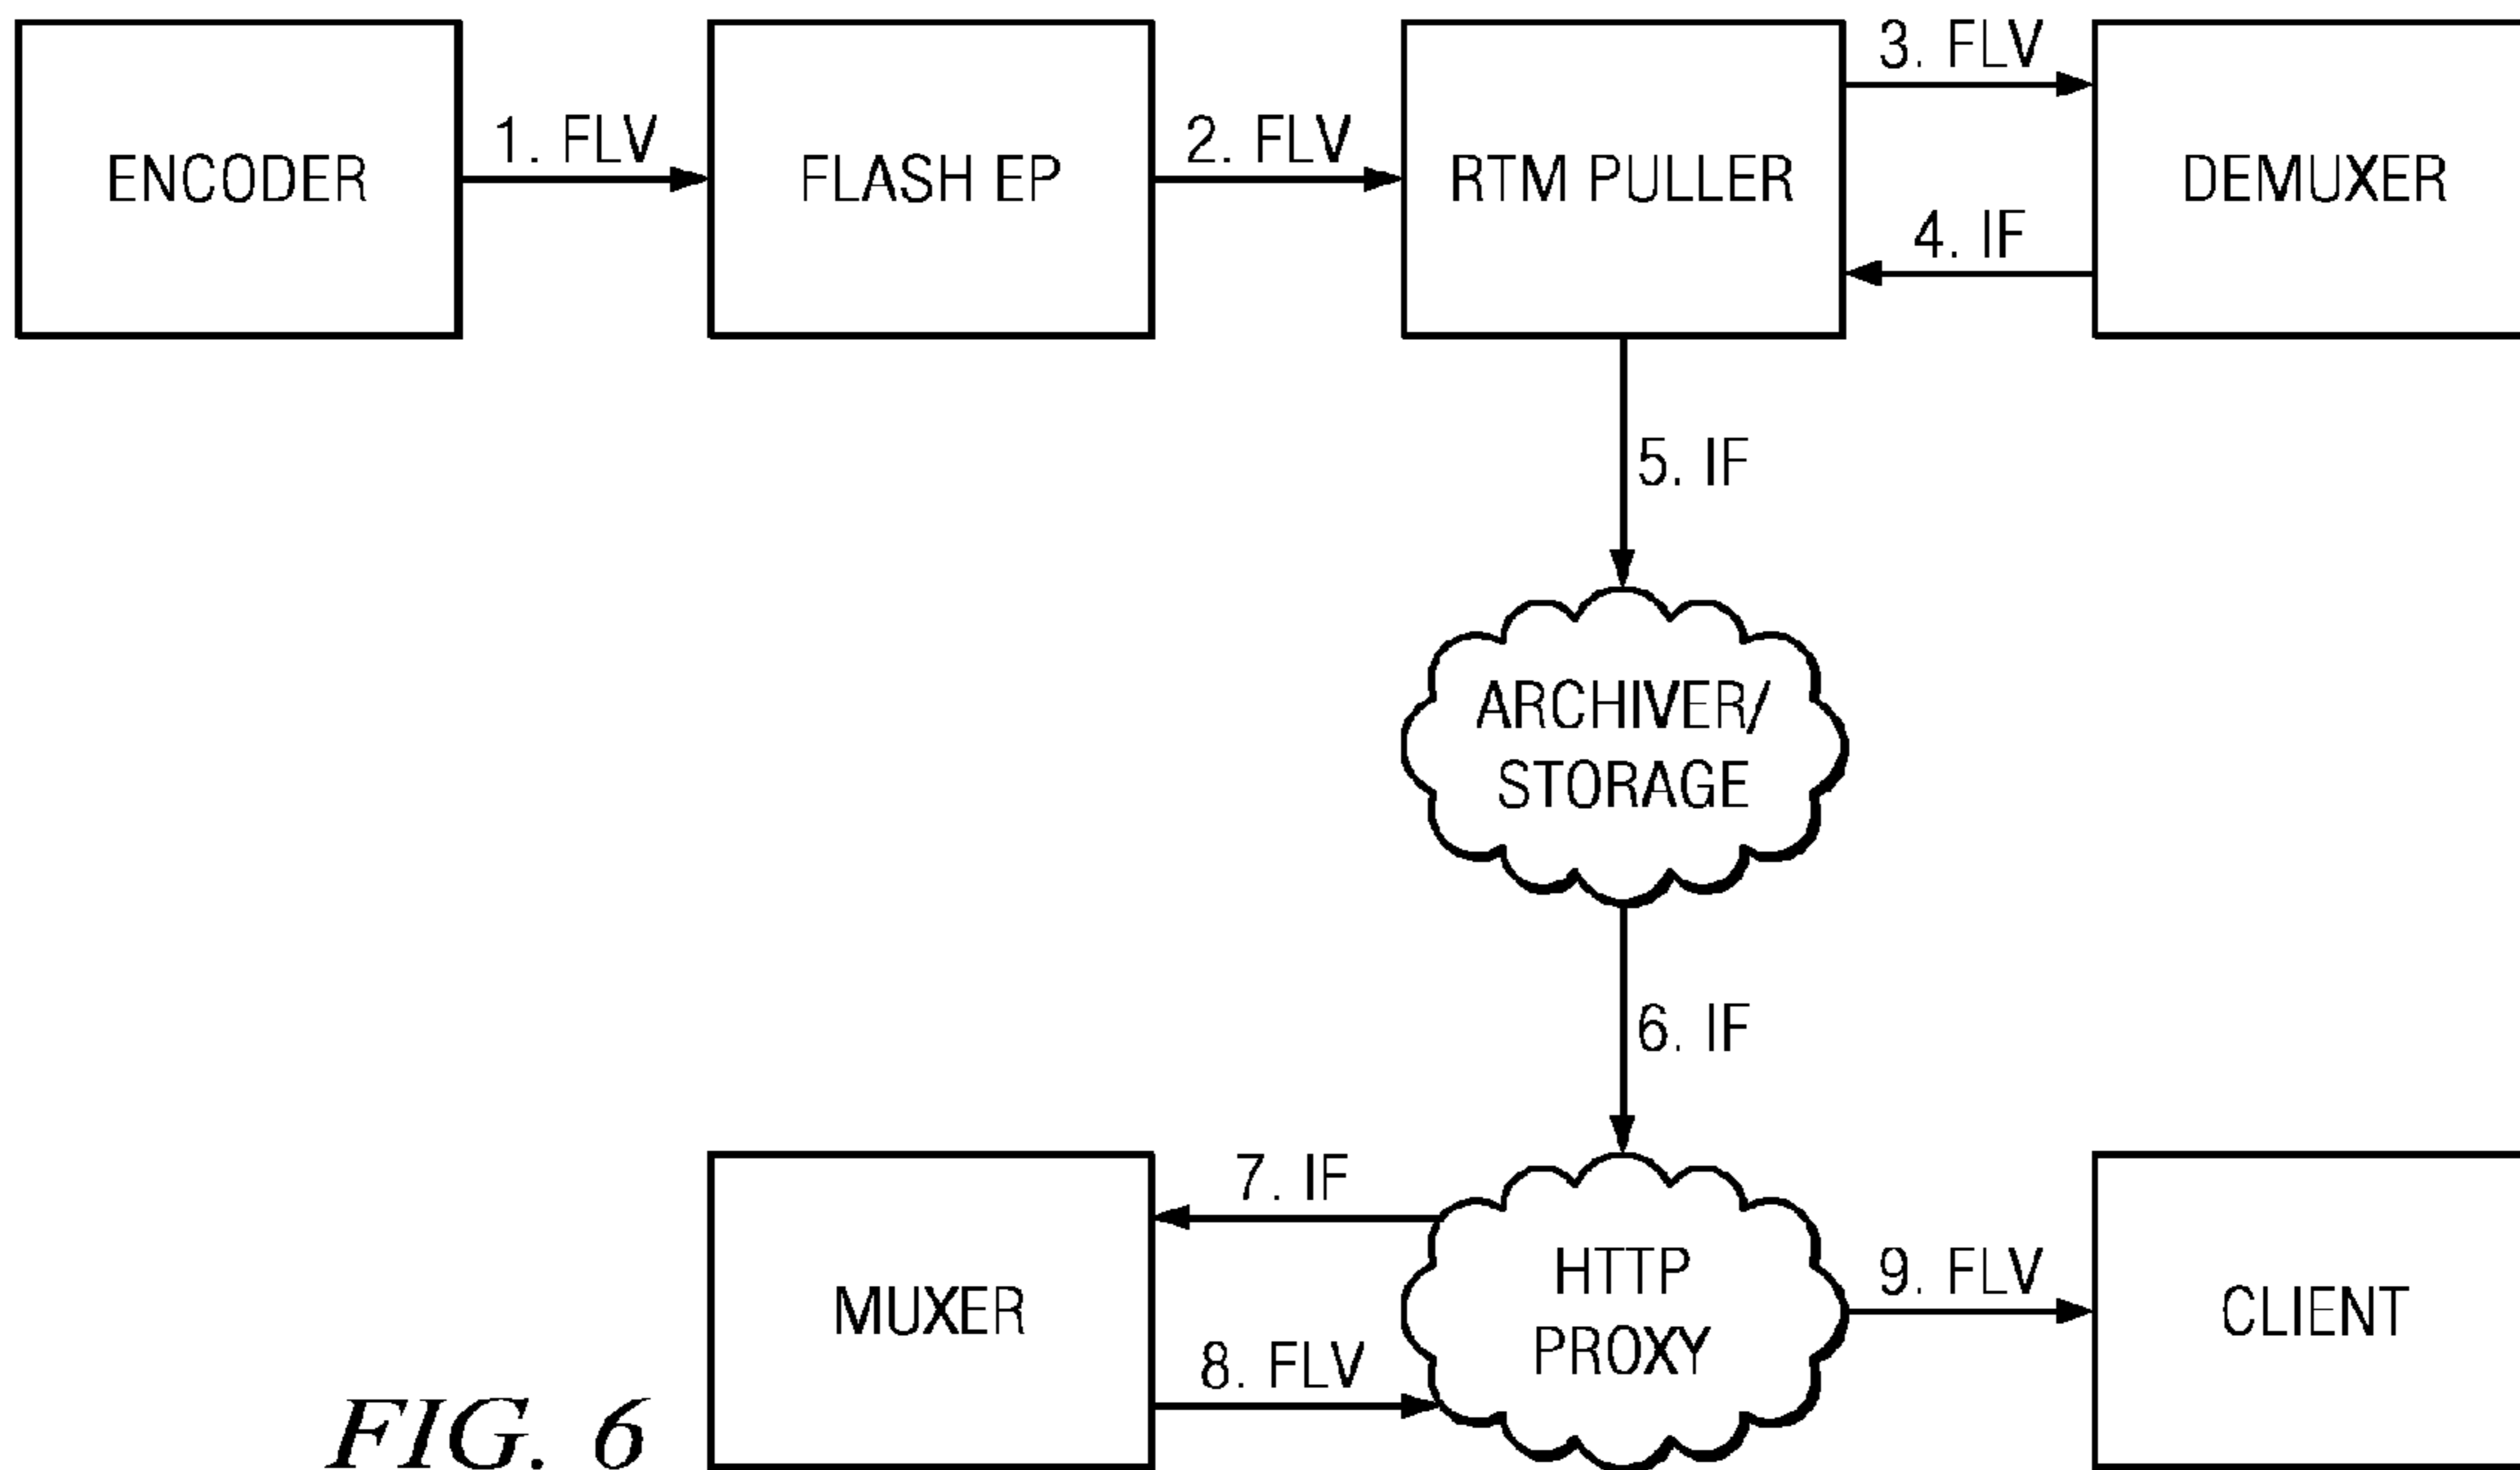 3. FLV
1. FLV
2. FLV
ENCODER
FLASH EP
RTM PULLER
DEMUXER
4. IF
5. IF
ARCHIVER/
STORAGE
6. IF
7. IF
HTTP
PROXY
9. FLV
MUXER
CLIENT
8. FLV
FIG. 6